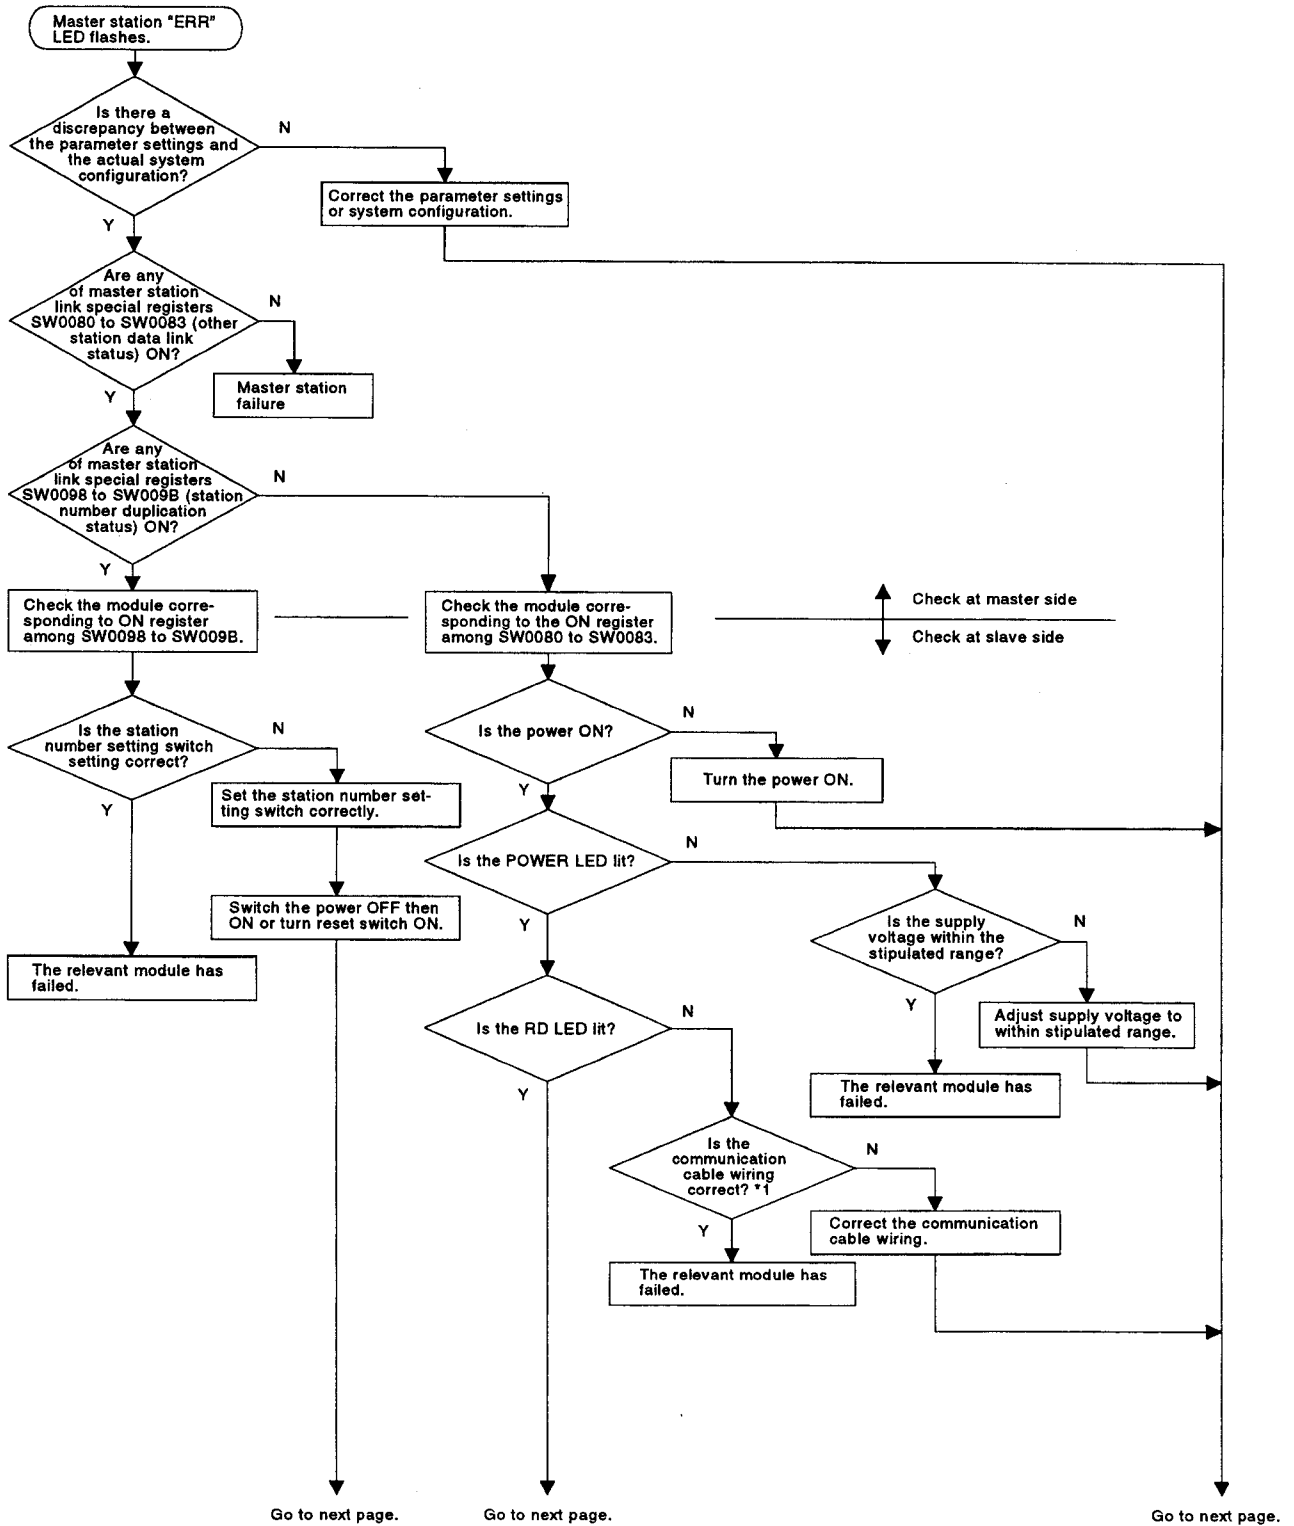 Master station "ERR"
LED flashes.
Is there a
discrepancy between
the parameter settings and
the actual system
configuration?
N
Y
Correct the parameter settings
or system configuration.
Are any
of master station
link special registers
SW0080 to SW0083 (other
station data link
status) ON?
N
Y
Master station
failure
Are any
of master station
link special registers
SW0098 to SW009B (station
number duplication
status) ON?
N
Y
Check the module corre-
sponding to ON register
among SW0098 to SW009B.
Check the module corre-
sponding to the ON register
among SW0080 to SW0083.
Check at master side
Check at slave side
Is the station
number setting switch
setting correct?
N
Y
Set the station number set-
ting switch correctly.
Switch the power OFF then
ON or turn reset switch ON.
The relevant module has
failed.
Is the power ON?
N
Y
Turn the power ON.
Is the POWER LED lit?
N
Y
Is the supply
voltage within the
stipulated range?
N
Y
Adjust supply voltage to
within stipulated range.
The relevant module has
failed.
Is the RD LED lit?
N
Y
Is the
communication
cable wiring
correct? *1
N
Y
Correct the communication
cable wiring.
The relevant module has
failed.
Go to next page.
Go to next page.
Go to next page.